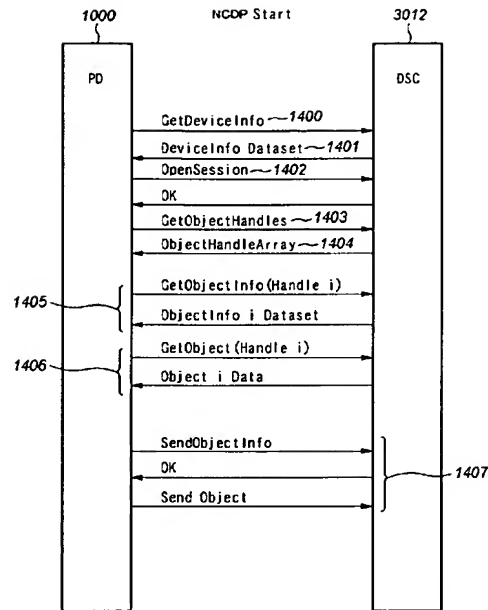 1000 NCDP Start 3012
PD DSC
GetDeviceInfo 1400
DeviceInfo Dataset 1401
OpenSession 1402
OK
GetObjectHandles 1403
ObjectHandleArray 1404
GetObjectInfo(Handle i)
1405
ObjectInfo i Dataset
GetObject(Handle i)
1406
Object i Data
SendObjectInfo
OK
1407
Send Object